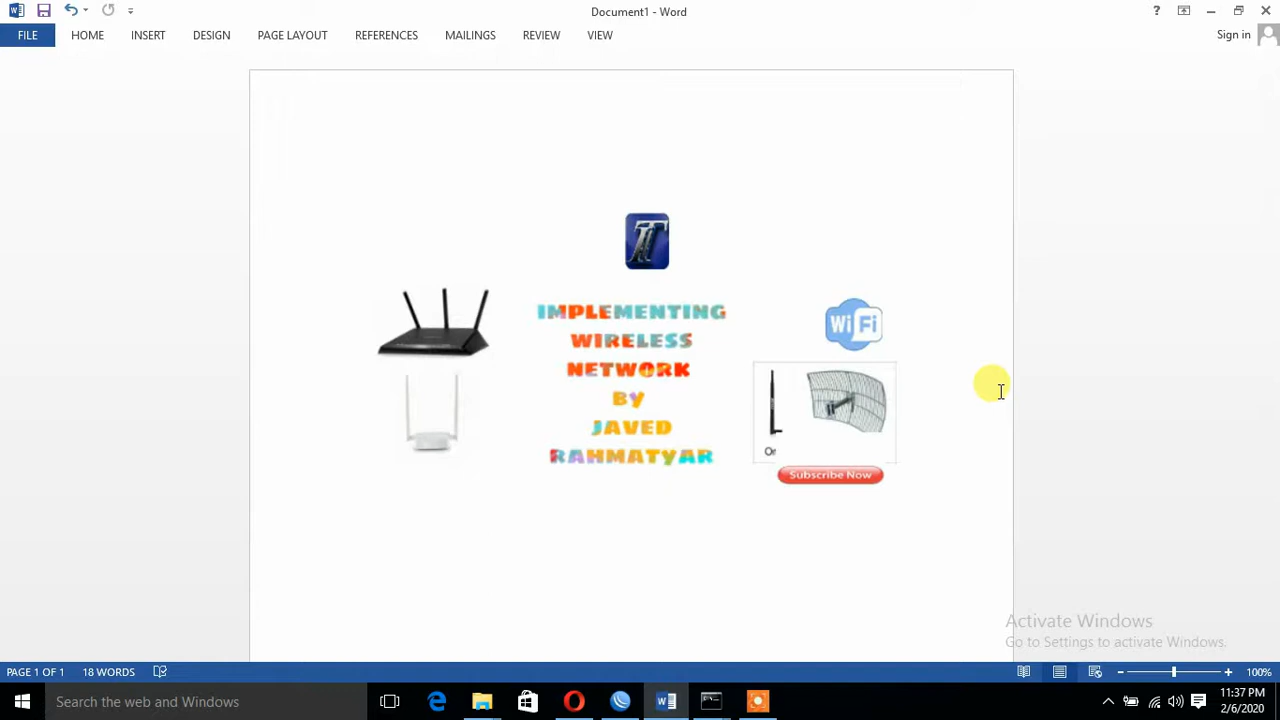 Document1 - Word
?
FILE HOME INSERT DESIGN PAGE LAYOUT REFERENCES MAILINGS REVIEW VIEW Sign in
IMPLEMENTING
WIRELESS
NETWORK
BY
JAVED
RAHMATYAR
WiFi
Or
Subscribe Now
Activate Windows
Go to Settings to activate Windows.
PAGE 1 OF 1 18 WORDS 100%
Search the web and Windows
11:37 PM
2/6/2020